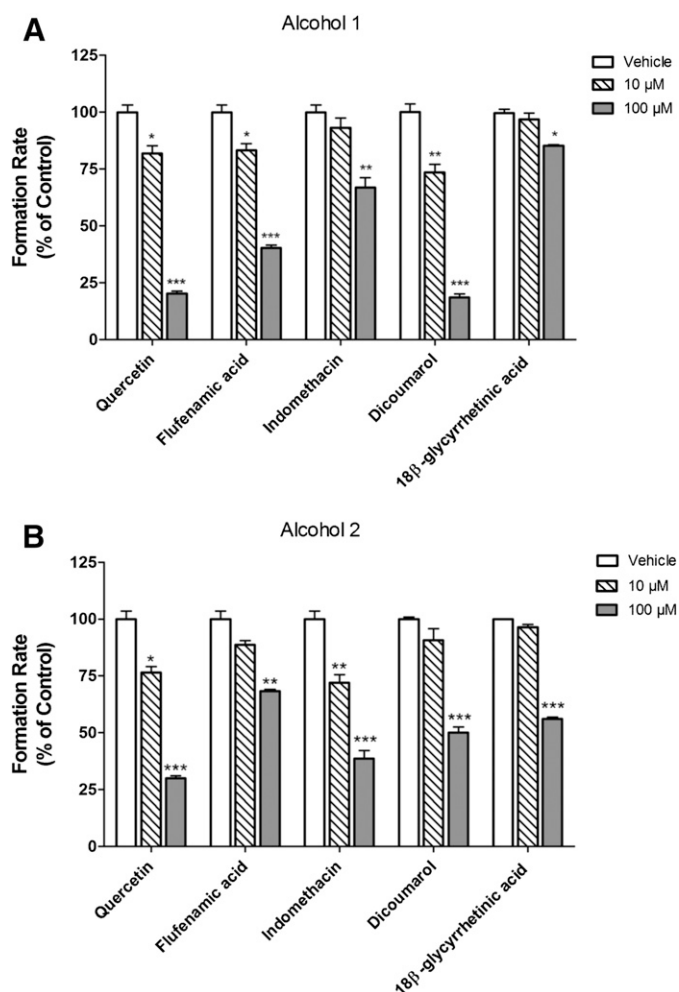 A
Alcohol 1
Formation Rate
(% of Control)
125
100
75
50
25
0
* *** * *** ** ** *** *
Vehicle
10 µM
100 µM
Quercetin
Flufenamic acid
Indomethacin
Dicoumarol
18β-glycyrrhetinic acid
B
Alcohol 2
Formation Rate
(% of Control)
125
100
75
50
25
0
* *** ** ** *** *** ***
Vehicle
10 µM
100 µM
Quercetin
Flufenamic acid
Indomethacin
Dicoumarol
18β-glycyrrhetinic acid